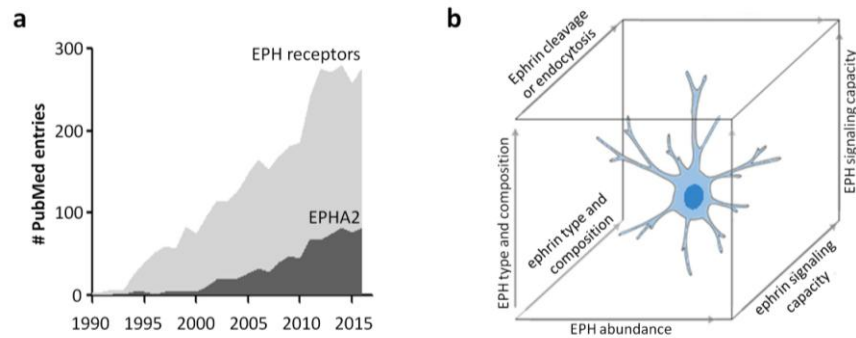 a
EPH receptors
EPHA2
# PubMed entries
300
200
100
0
1990 1995 2000 2005 2010 2015
b
Ephrin cleavage
or endocytosis
EPH signaling capacity
EPH type and composition
ephrin type and
composition
ephrin signaling
capacity
EPH abundance